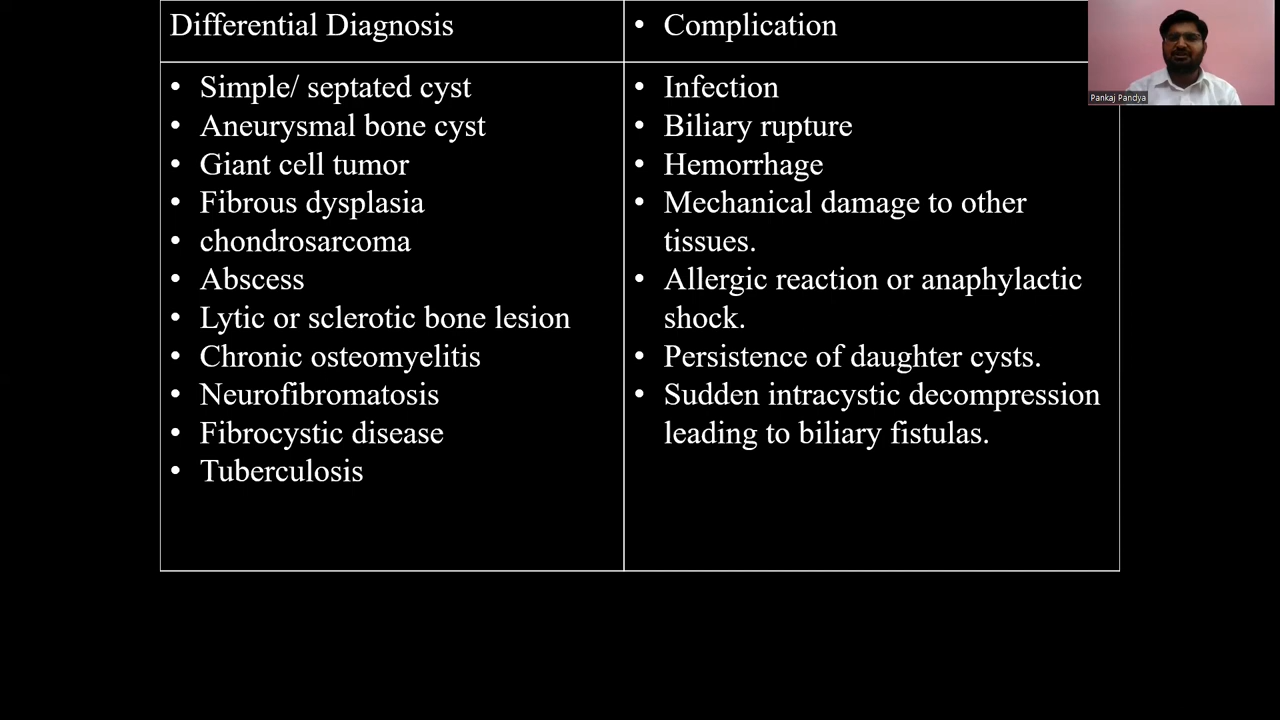 Differential Diagnosis
• Simple/ septated cyst
• Aneurysmal bone cyst
• Giant cell tumor
• Fibrous dysplasia
• chondrosarcoma
• Abscess
• Lytic or sclerotic bone lesion
• Chronic osteomyelitis
• Neurofibromatosis
• Fibrocystic disease
• Tuberculosis
• Complication
• Infection
• Biliary rupture
• Hemorrhage
• Mechanical damage to other
tissues.
• Allergic reaction or anaphylactic
shock.
• Persistence of daughter cysts.
• Sudden intracystic decompression
leading to biliary fistulas.
Pankaj Pandya